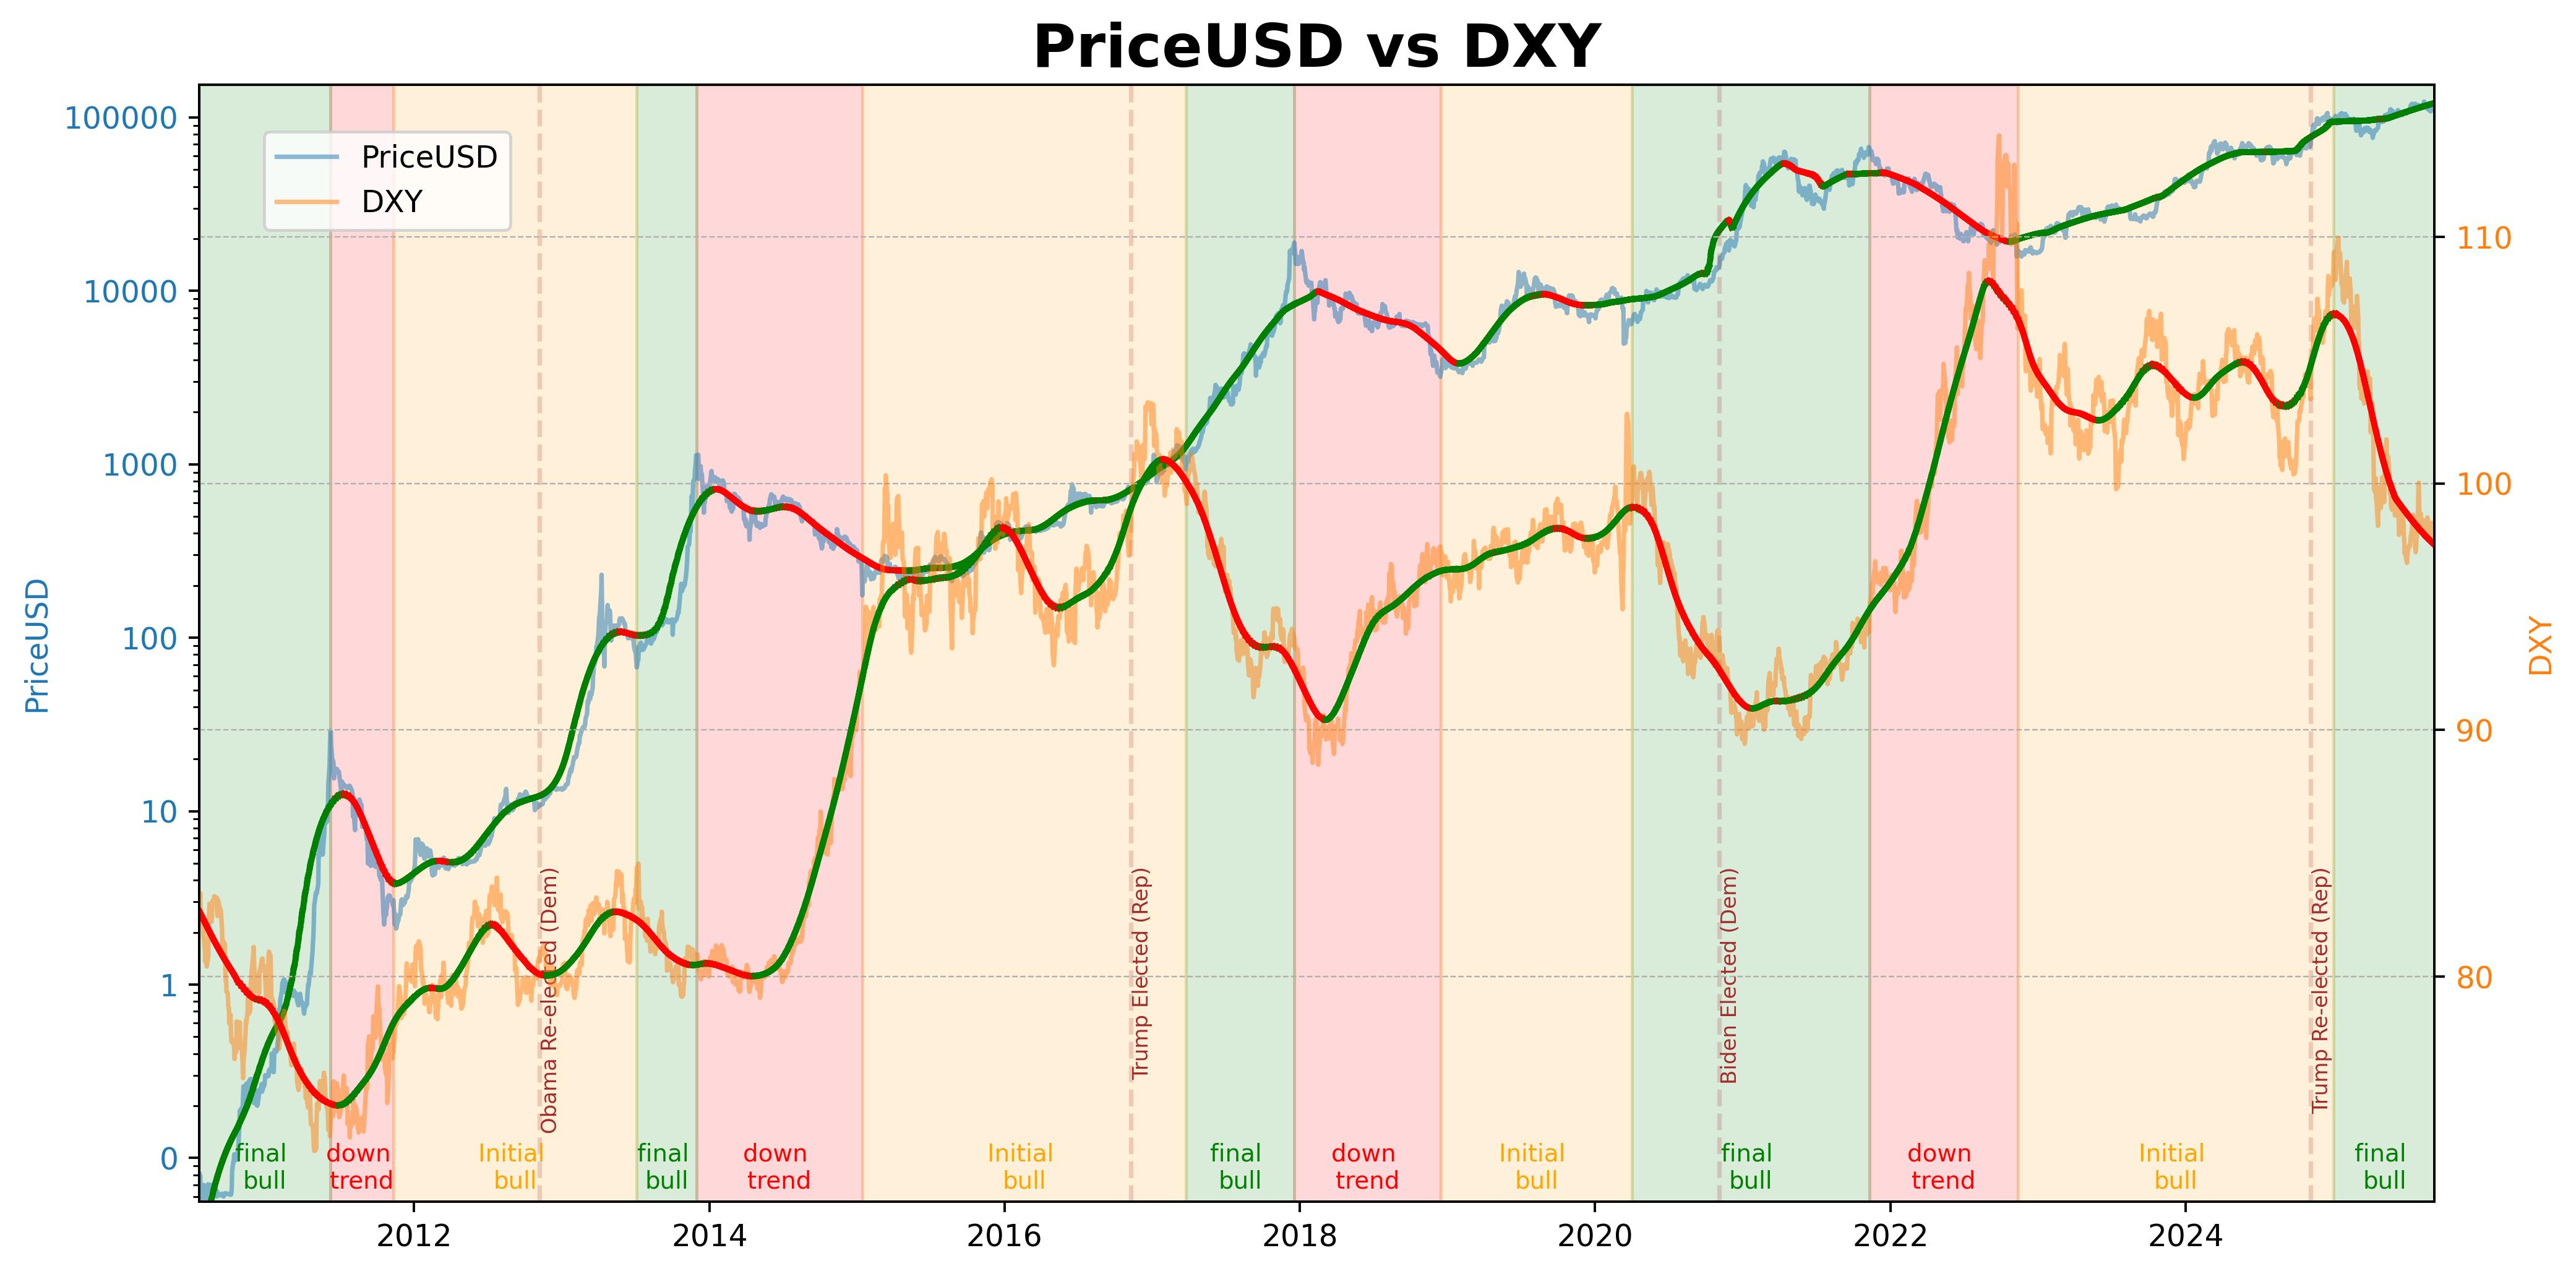 PriceUSD vs DXY
PriceUSD
DXY
100000
10000
1000
100
10
1
0
PriceUSD
110
100
90
80
DXY
Obama Re-elected (Dem)
Trump Elected (Rep)
Biden Elected (Dem)
Trump Re-elected (Rep)
final
bull
down
trend
Initial
bull
final
bull
down
trend
Initial
bull
final
bull
down
trend
Initial
bull
final
bull
down
trend
Initial
bull
final
bull
2012
2014
2016
2018
2020
2022
2024